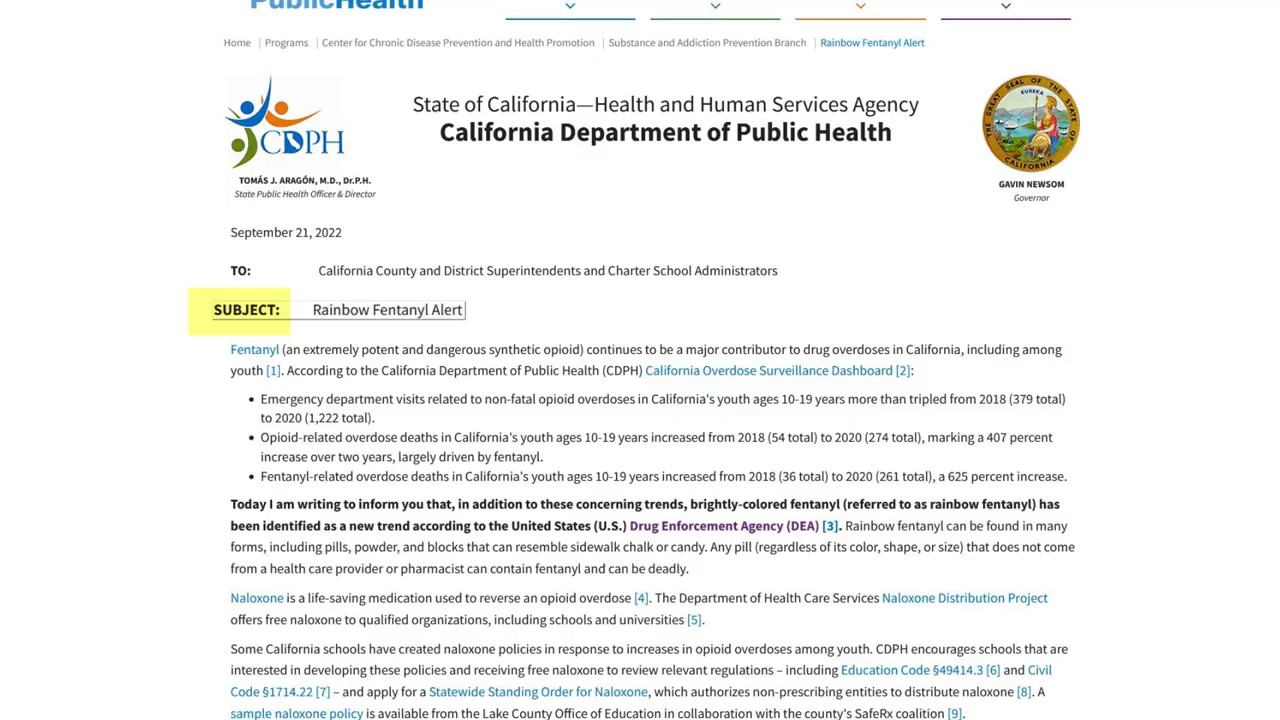 PublicHealth
Home | Programs | Center for Chronic Disease Prevention and Health Promotion | Substance and Addiction Prevention Branch | Rainbow Fentanyl Alert
CDPH
TOMÁS J. ARAGÓN, M.D., Dr.P.H.
State Public Health Officer & Director
State of California—Health and Human Services Agency
California Department of Public Health
THE GREAT SEAL OF THE STATE OF CALIFORNIA
EUREKA
GAVIN NEWSOM
Governor
September 21, 2022
TO: California County and District Superintendents and Charter School Administrators
SUBJECT: Rainbow Fentanyl Alert
Fentanyl (an extremely potent and dangerous synthetic opioid) continues to be a major contributor to drug overdoses in California, including among
youth [1]. According to the California Department of Public Health (CDPH) California Overdose Surveillance Dashboard [2]:
• Emergency department visits related to non-fatal opioid overdoses in California's youth ages 10-19 years more than tripled from 2018 (379 total)
to 2020 (1,222 total).
• Opioid-related overdose deaths in California's youth ages 10-19 years increased from 2018 (54 total) to 2020 (274 total), marking a 407 percent
increase over two years, largely driven by fentanyl.
• Fentanyl-related overdose deaths in California's youth ages 10-19 years increased from 2018 (36 total) to 2020 (261 total), a 625 percent increase.
Today I am writing to inform you that, in addition to these concerning trends, brightly-colored fentanyl (referred to as rainbow fentanyl) has
been identified as a new trend according to the United States (U.S.) Drug Enforcement Agency (DEA) [3]. Rainbow fentanyl can be found in many
forms, including pills, powder, and blocks that can resemble sidewalk chalk or candy. Any pill (regardless of its color, shape, or size) that does not come
from a health care provider or pharmacist can contain fentanyl and can be deadly.
Naloxone is a life-saving medication used to reverse an opioid overdose [4]. The Department of Health Care Services Naloxone Distribution Project
offers free naloxone to qualified organizations, including schools and universities [5].
Some California schools have created naloxone policies in response to increases in opioid overdoses among youth. CDPH encourages schools that are
interested in developing these policies and receiving free naloxone to review relevant regulations – including Education Code §49414.3 [6] and Civil
Code §1714.22 [7] – and apply for a Statewide Standing Order for Naloxone, which authorizes non-prescribing entities to distribute naloxone [8]. A
sample naloxone policy is available from the Lake County Office of Education in collaboration with the county's SafeRx coalition [9].